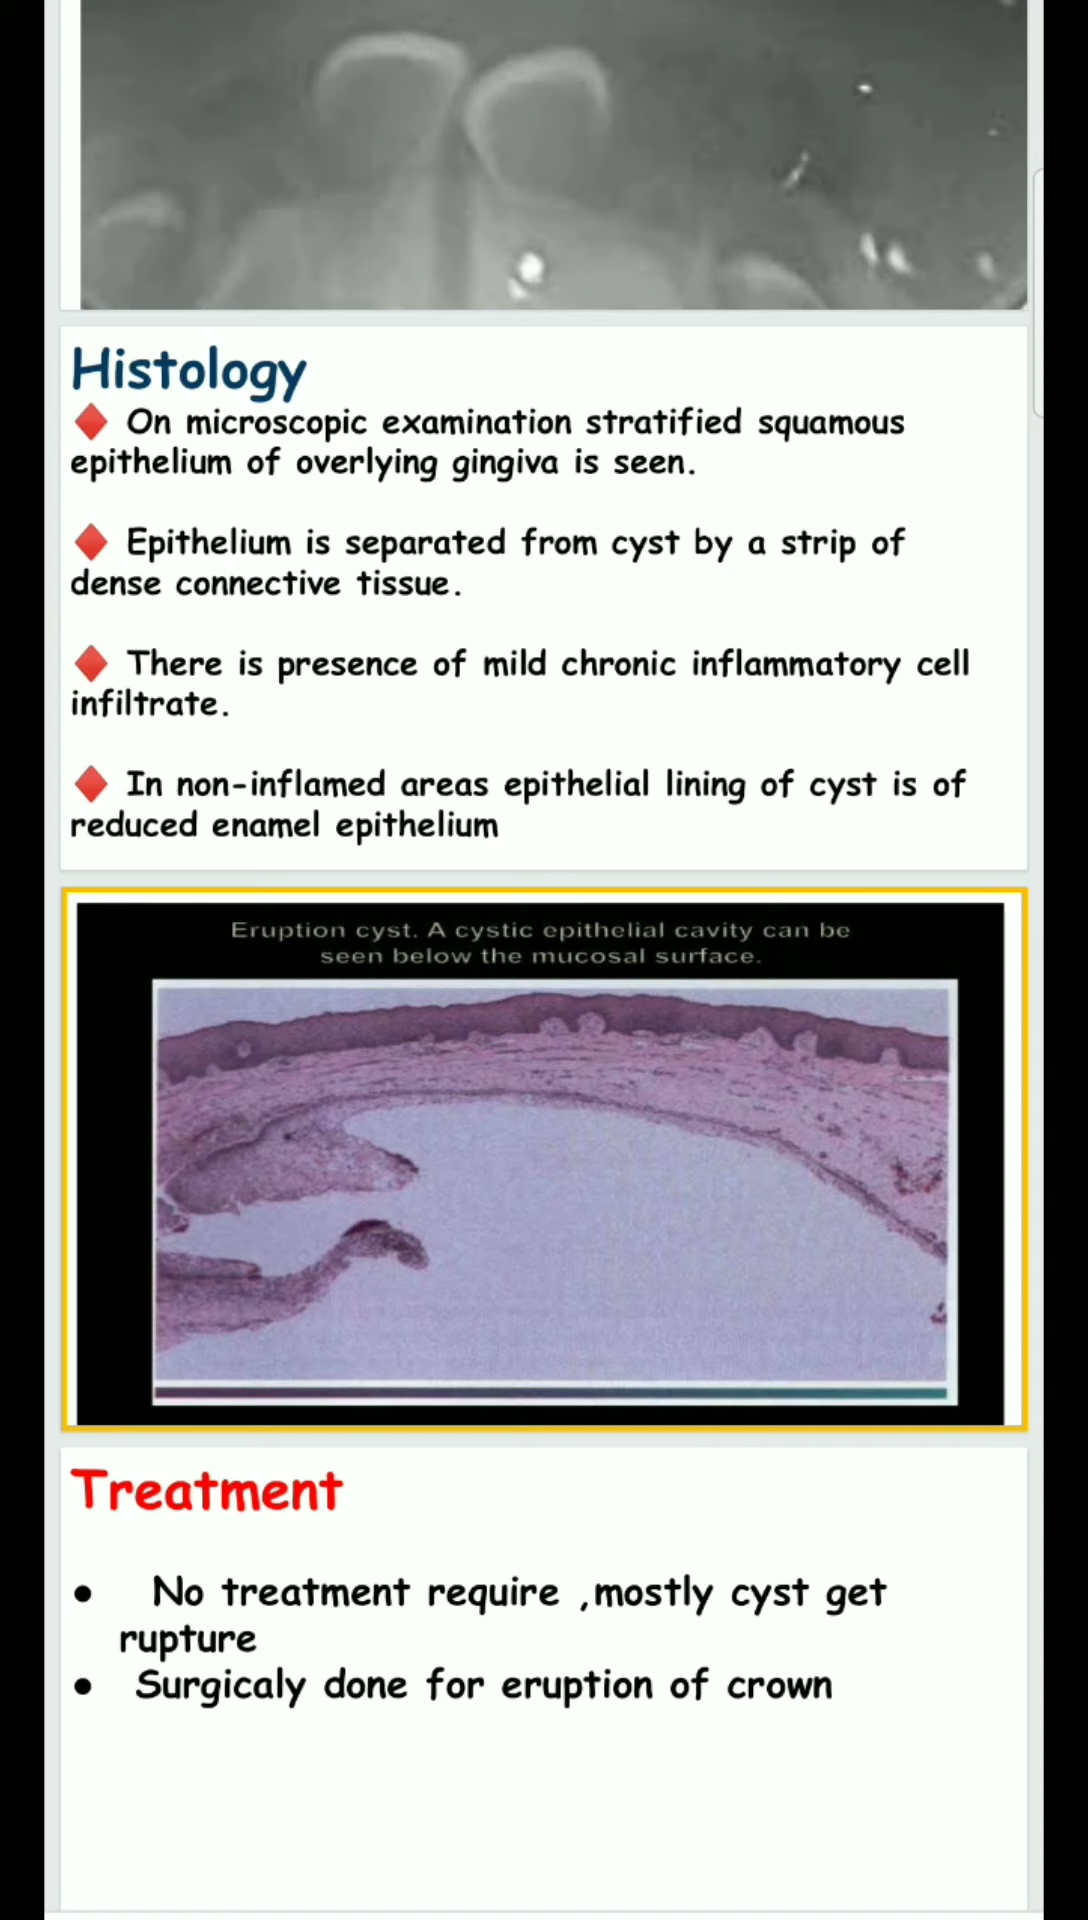 Histology
♦ On microscopic examination stratified squamous
epithelium of overlying gingiva is seen.
♦ Epithelium is separated from cyst by a strip of
dense connective tissue.
♦ There is presence of mild chronic inflammatory cell
infiltrate.
♦ In non-inflamed areas epithelial lining of cyst is of
reduced enamel epithelium
Eruption cyst. A cystic epithelial cavity can be
seen below the mucosal surface.
Treatment
● No treatment require ,mostly cyst get
rupture
● Surgicaly done for eruption of crown